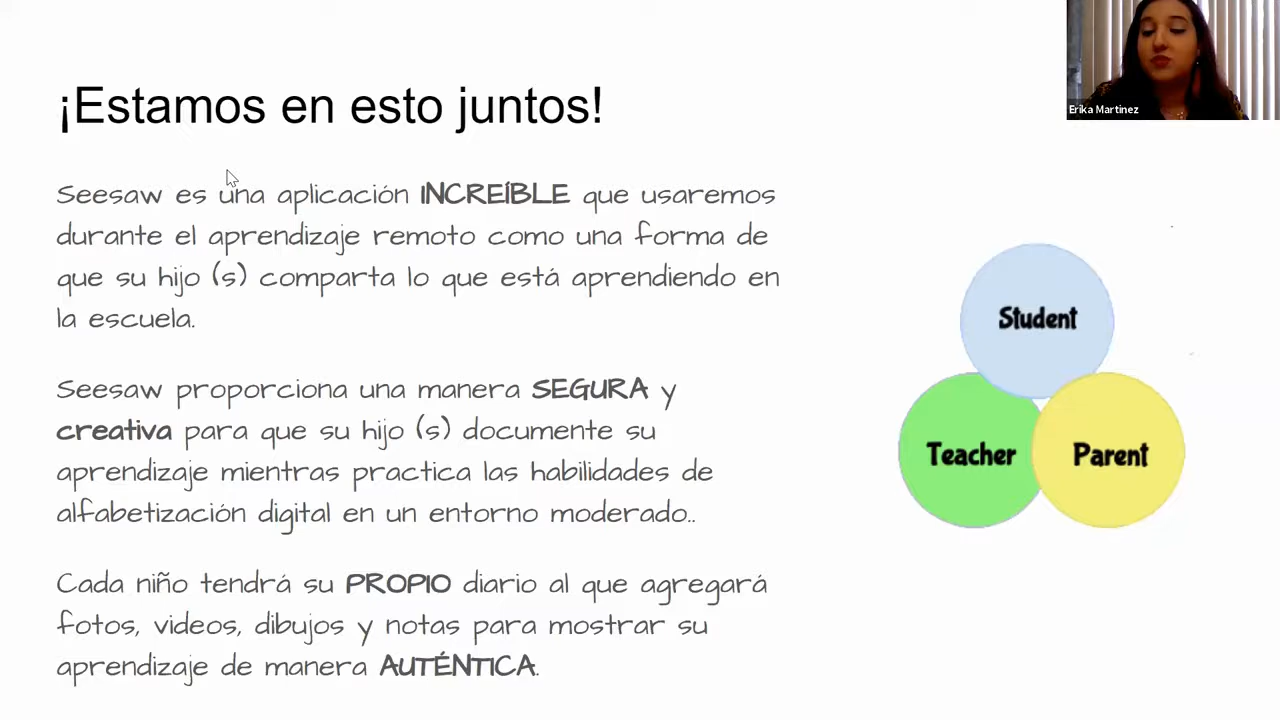 ¡Estamos en esto juntos!
Erika Martinez
Seesaw es una aplicación INCREÍBLE que usaremos
durante el aprendizaje remoto como una forma de
que su hijo (s) comparta lo que está aprendiendo en
la escuela.
Seesaw proporciona una manera SEGURA y
creativa para que su hijo (s) documente su
aprendizaje mientras practica las habilidades de
alfabetización digital en un entorno moderado..
Cada niño tendrá su PROPIO diario al que agregará
fotos, videos, dibujos y notas para mostrar su
aprendizaje de manera AUTÉNTICA.
Student
Teacher
Parent